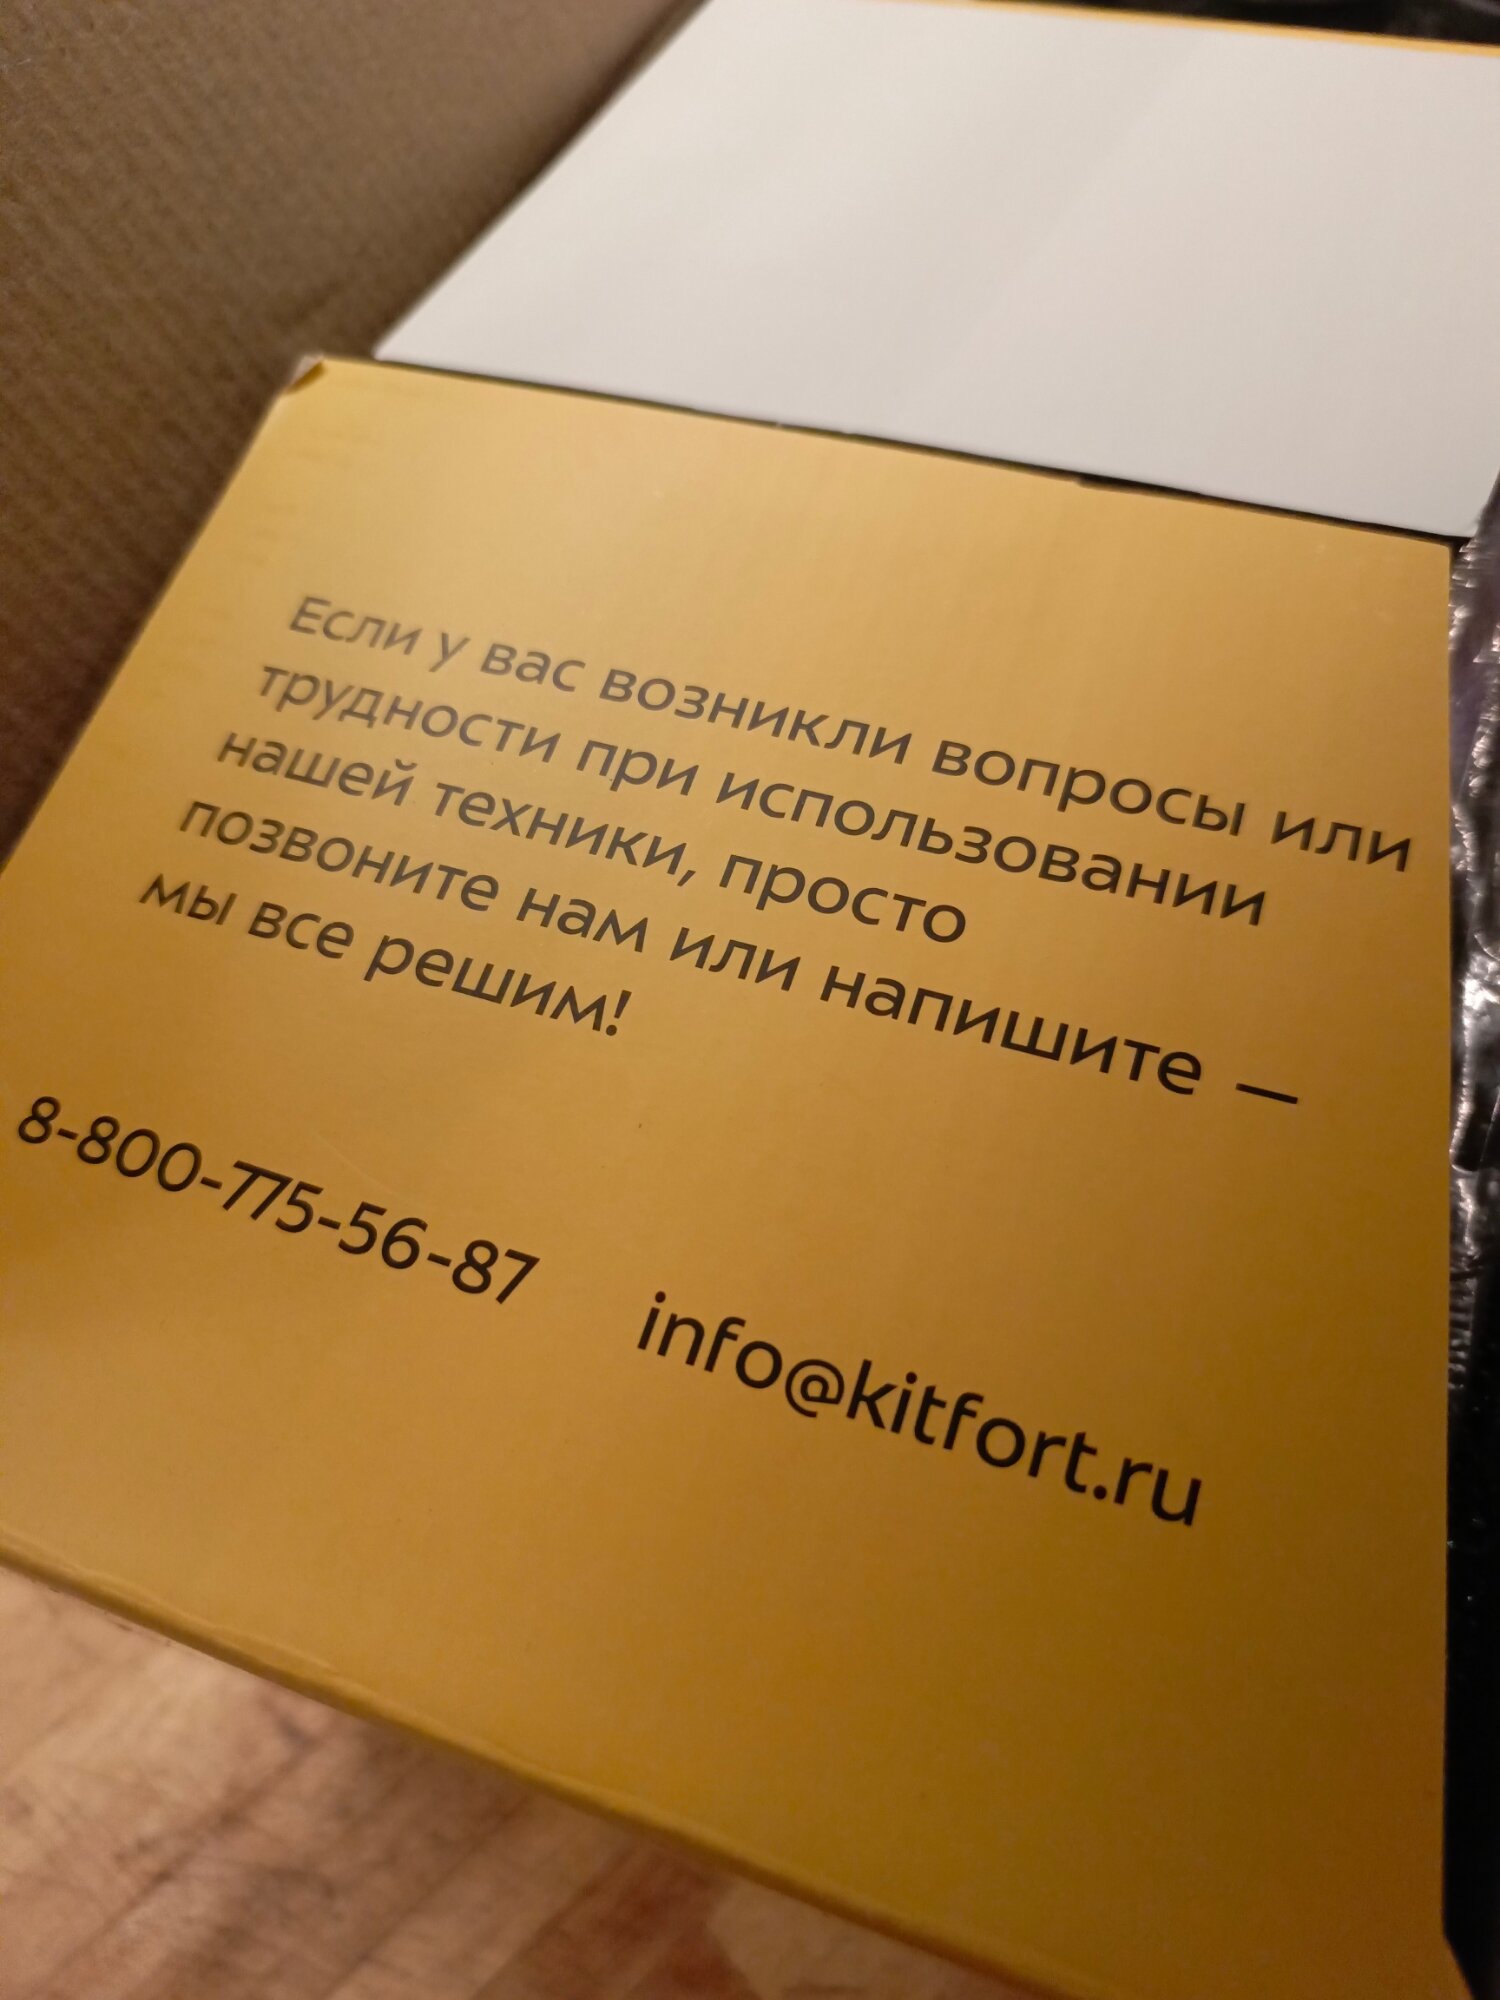 Если у вас возникли вопросы или
трудности при использовании
нашей техники, просто
позвоните нам или напишите —
мы все решим!
8-800-775-56-87 info@kitfort.ru